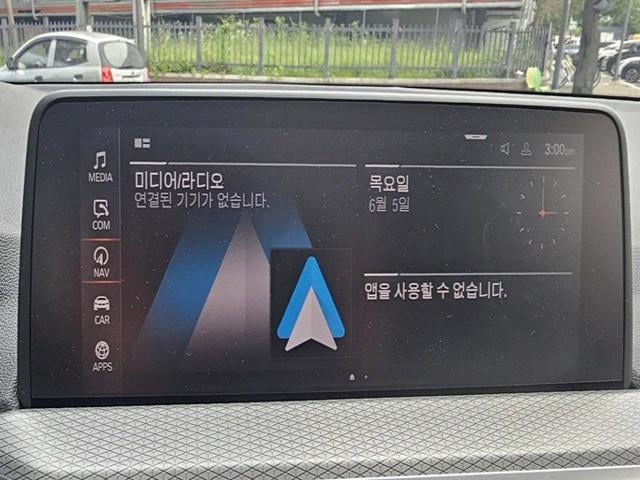 3:00pm
MEDIA
COM
NAV
CAR
APPS
미디어/라디오
연결된 기기가 없습니다.
목요일
6월 5일
앱을 사용할 수 없습니다.